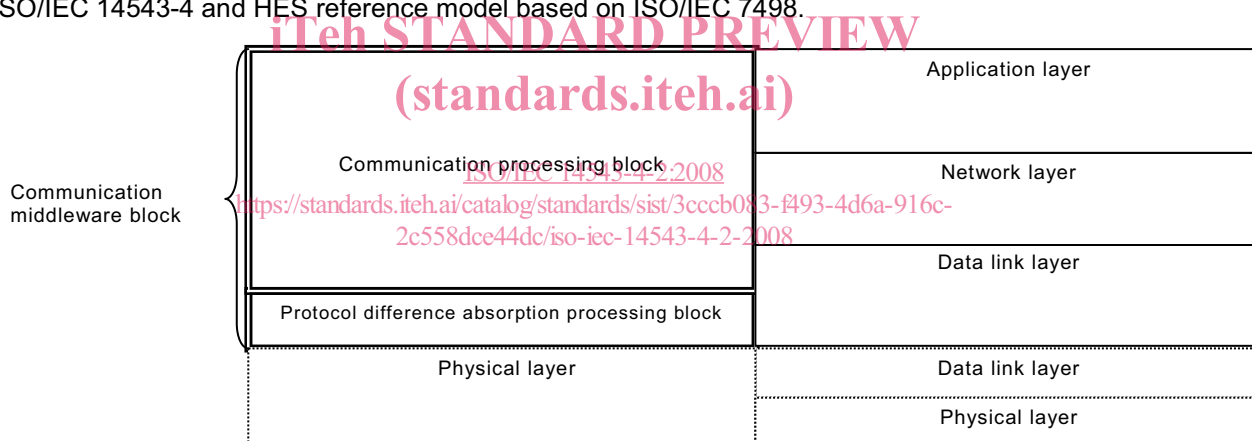 SO/IEC 14543-4 and HES reference model based on ISO/IEC 7498.
iTeh STANDARD PREVIEW
(standards.iteh.ai)
Application layer
Communication processing block
ISO/IEC 14543-4-2:2008
Network layer
Communication
middleware block
https://standards.iteh.ai/catalog/standards/sist/3cccb083-f493-4d6a-916c-
2c558dce44dc/iso-iec-14543-4-2-2008
Data link layer
Protocol difference absorption processing block
Physical layer
Data link layer
Physical layer